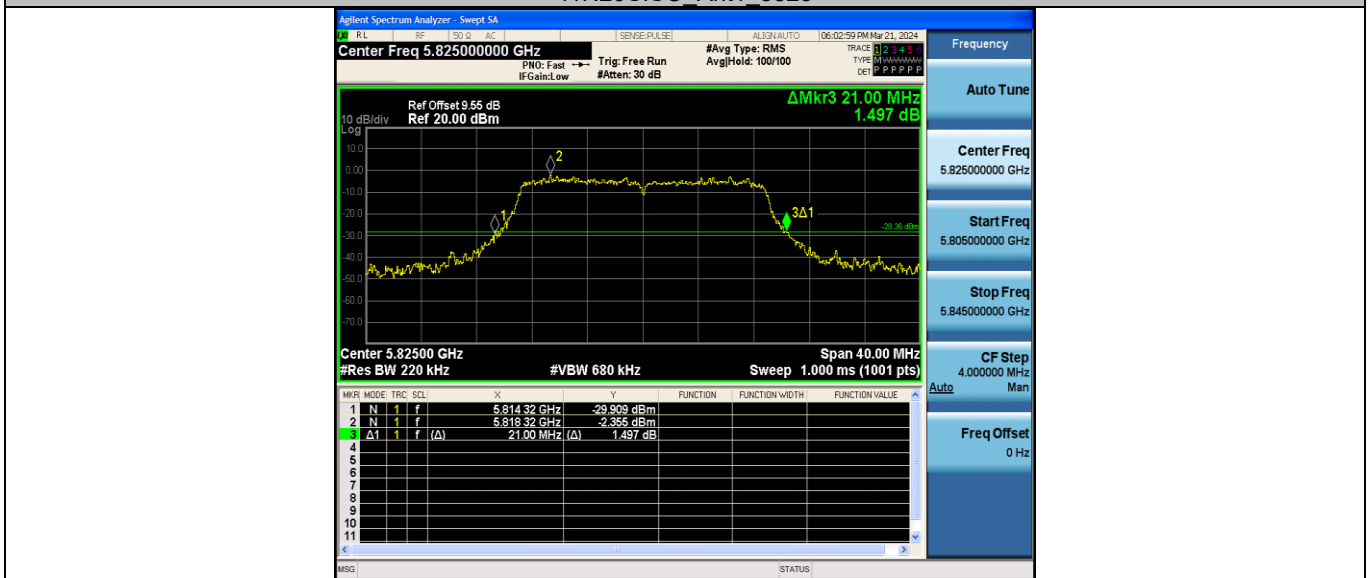 Agilent Spectrum Analyzer - Swept SA
RL RF 50 Ω AC SENSE:PULSE ALIGN AUTO 06:02:59 PM Mar 21, 2024
Center Freq 5.825000000 GHz
PNO: Fast
IFGain:Low
Trig: Free Run
#Atten: 30 dB
#Avg Type: RMS
Avg|Hold: 100/100
TRACE 1 2 3 4 5 6
TYPE MWWWWW
DET P P P P P P
Frequency
ΔMkr3 21.00 MHz
1.497 dB
Ref Offset 9.55 dB
10 dB/div Ref 20.00 dBm
Log
10.0
0.00
-10.0
-20.0
-30.0
-40.0
-50.0
-60.0
-70.0
2
1
3Δ1
-28.36 dBm
Center 5.82500 GHz Span 40.00 MHz
#Res BW 220 kHz #VBW 680 kHz Sweep 1.000 ms (1001 pts)
MKR MODE TRC SCL X Y FUNCTION FUNCTION WIDTH FUNCTION VALUE
1 N 1 f 5.814 32 GHz -29.909 dBm
2 N 1 f 5.818 32 GHz -2.355 dBm
3 Δ1 1 f (Δ) 21.00 MHz (Δ) 1.497 dB
4
5
6
7
8
9
10
11
Auto Tune
Center Freq
5.825000000 GHz
Start Freq
5.805000000 GHz
Stop Freq
5.845000000 GHz
CF Step
4.000000 MHz
Auto Man
Freq Offset
0 Hz
MSG STATUS